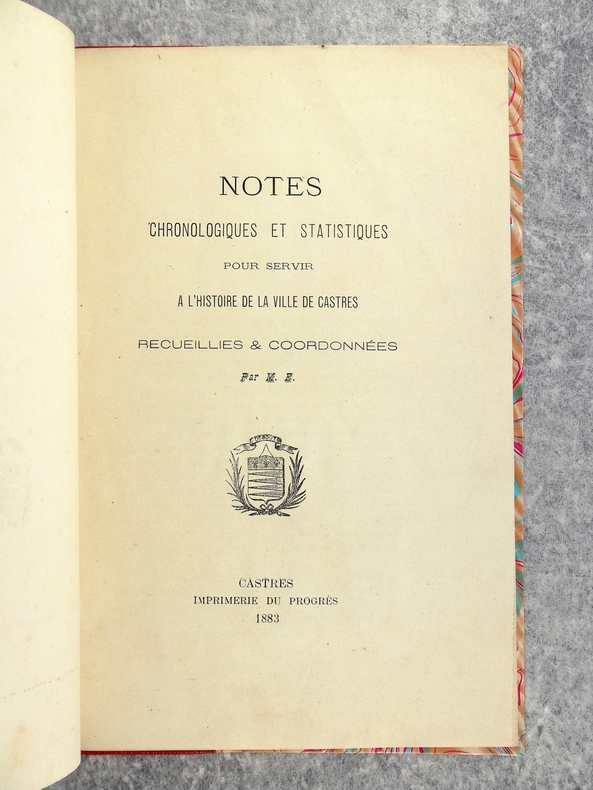 NOTES
CHRONOLOGIQUES ET STATISTIQUES
POUR SERVIR
A L'HISTOIRE DE LA VILLE DE CASTRES
RECUEILLIES & COORDONNÉES
Par M. E.
CASTRES
IMPRIMERIE DU PROGRÈS
1883